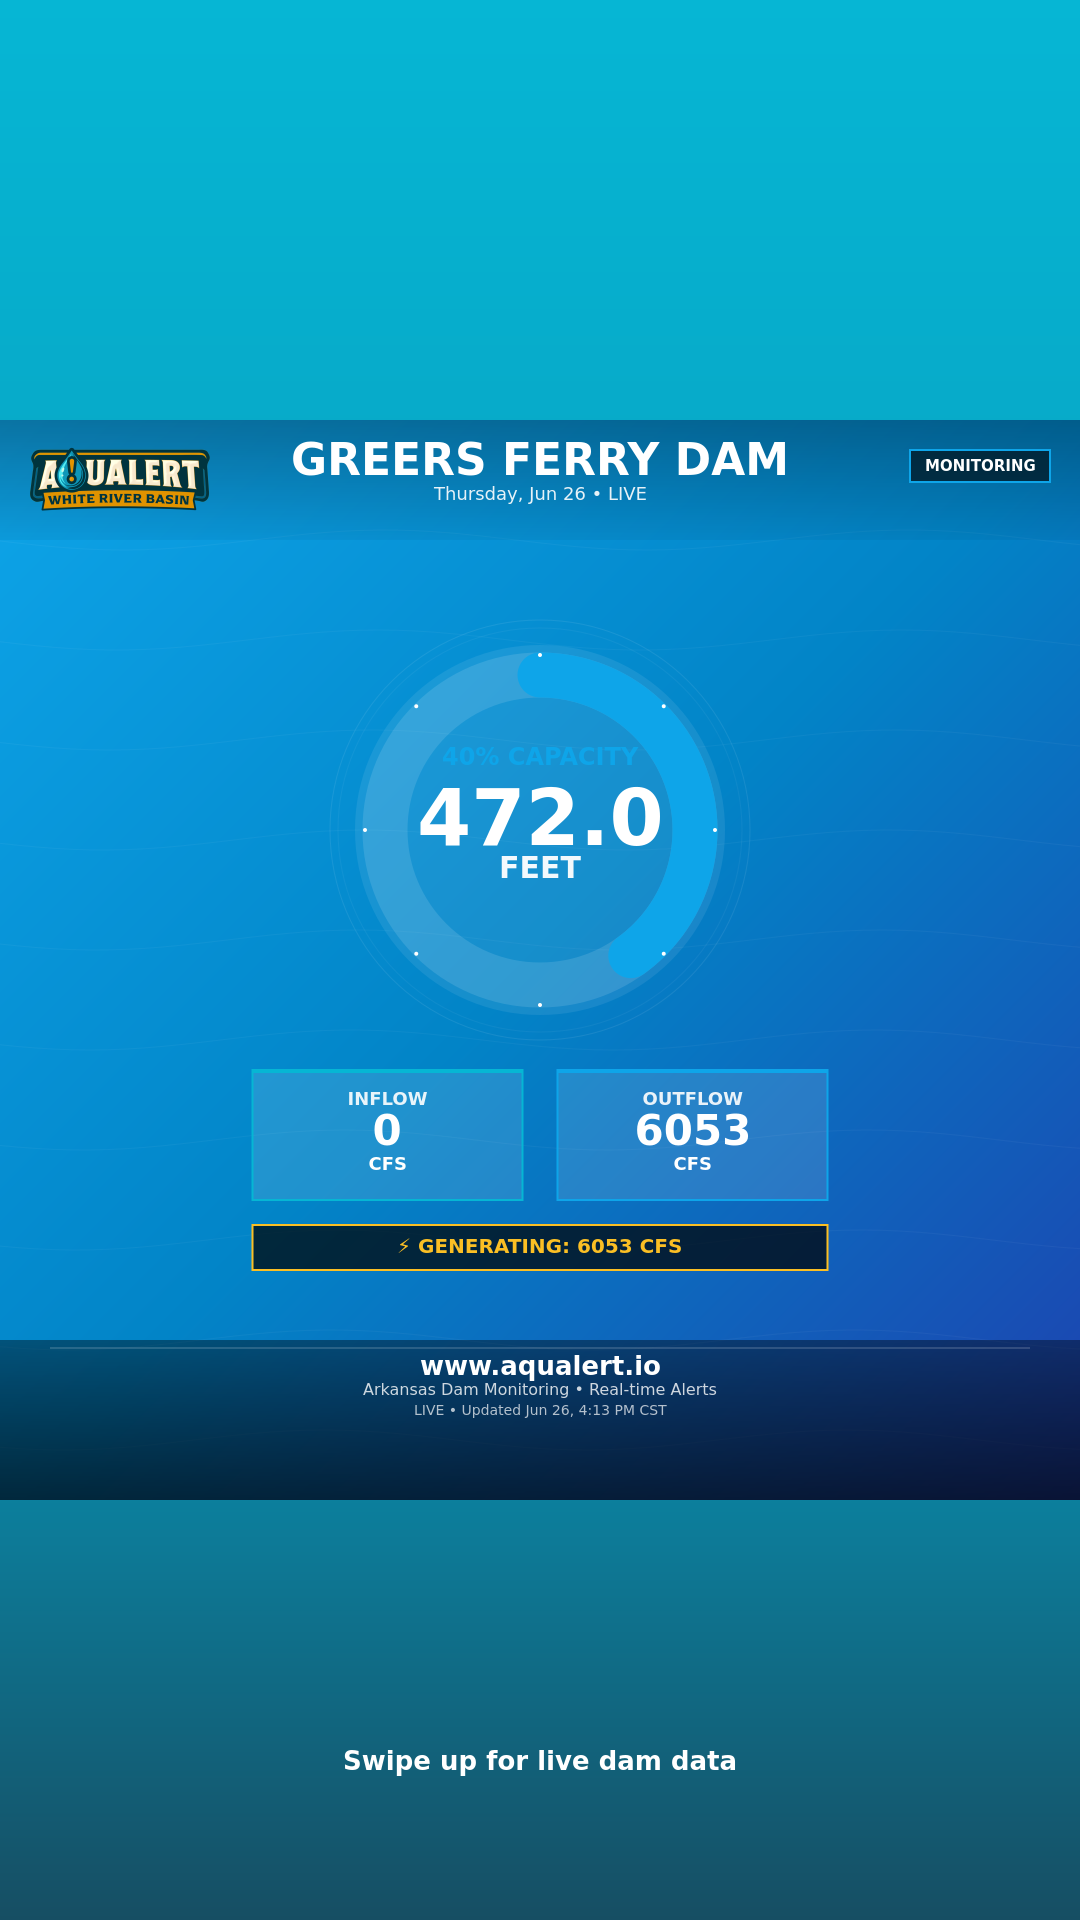 AQUALERT
WHITE RIVER BASIN
GREERS FERRY DAM
Thursday, Jun 26 • LIVE
MONITORING
40% CAPACITY
472.0
FEET
INFLOW
0
CFS
OUTFLOW
6053
CFS
⚡ GENERATING: 6053 CFS
www.aqualert.io
Arkansas Dam Monitoring • Real-time Alerts
LIVE • Updated Jun 26, 4:13 PM CST
Swipe up for live dam data